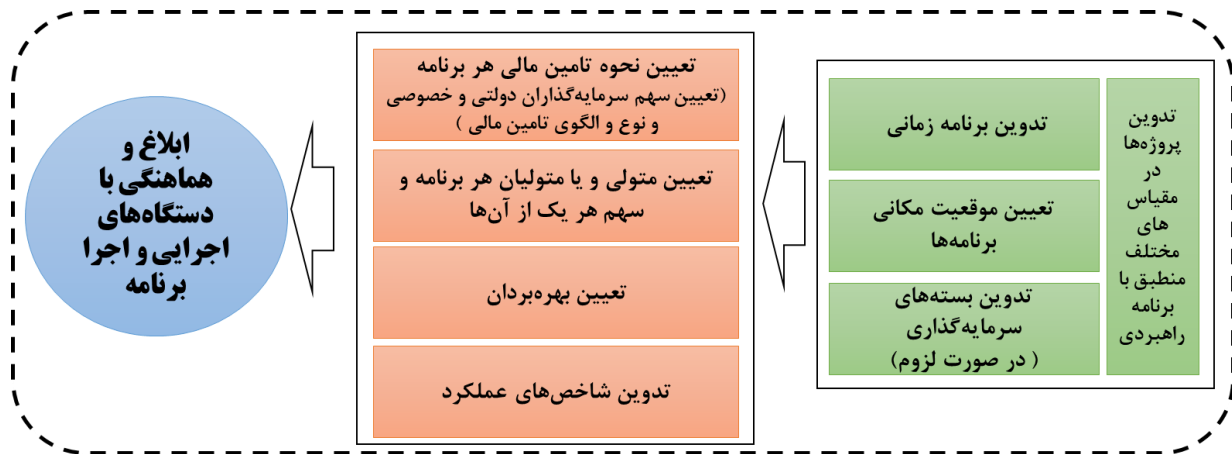 تدوین
پروژه‌ها
در
مقیاس
های
مختلف
منطبق با
برنامه
راهبردی
تدوین برنامه زمانی
تعیین موقعیت مکانی
برنامه‌ها
تدوین بسته‌های
سرمایه‌گذاری
( در صورت لزوم)
تعیین نحوه تامین مالی هر برنامه
(تعیین سهم سرمایه‌گذاران دولتی و خصوصی
و نوع و الگوی تامین مالی )
تعیین متولی و یا متولیان هر برنامه و
سهم هر یک از آن‌ها
تعیین بهره‌بردان
تدوین شاخص‌های عملکرد
ابلاغ و
هماهنگی با
دستگاه‌های
اجرایی و اجرا
برنامه